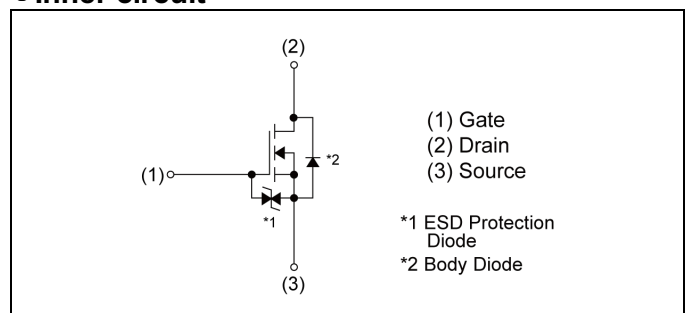 Inner circuit
(2)
(1)
*2
*1
(3)
(1) Gate
(2) Drain
(3) Source
*1 ESD Protection
Diode
*2 Body Diode